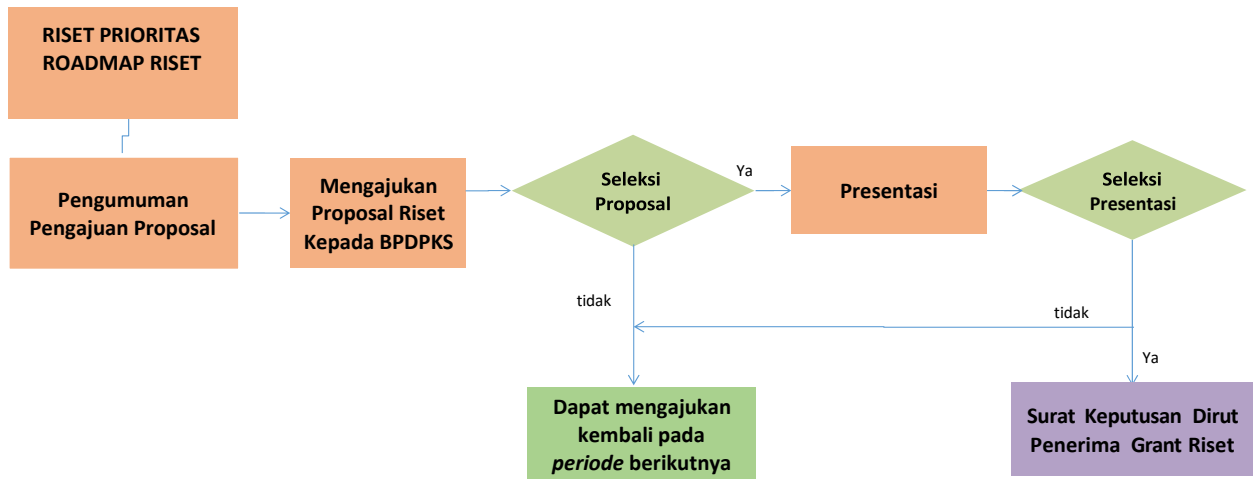 RISET PRIORITAS
ROADMAP RISET
Pengumuman
Pengajuan Proposal
Mengajukan
Proposal Riset
Kepada BPDPKS
Seleksi
Proposal
Ya
Presentasi
Seleksi
Presentasi
tidak
tidak
Ya
Dapat mengajukan
kembali pada
periode berikutnya
Surat Keputusan Dirut
Penerima Grant Riset